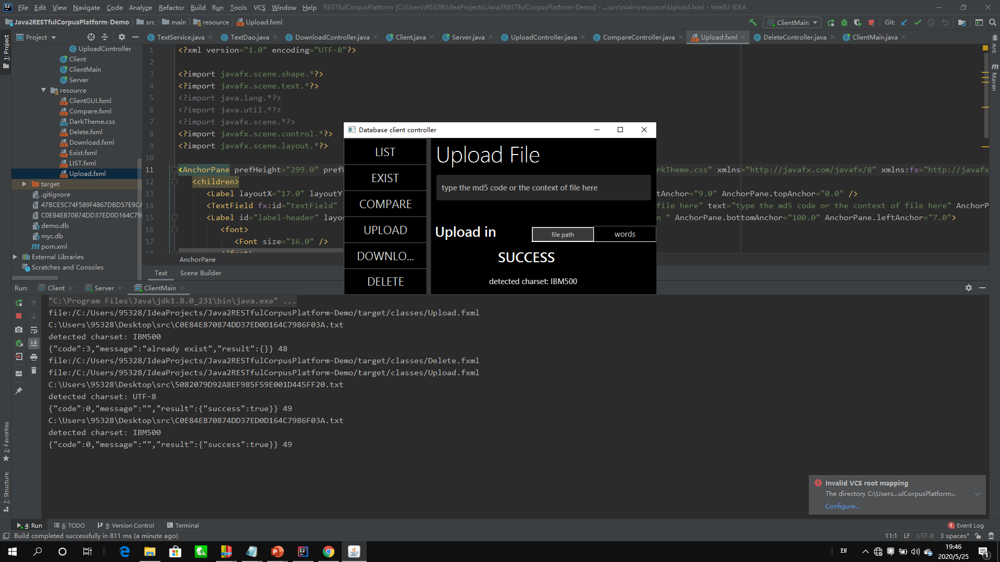 File Edit View Navigate Code Analyze Refactor Build Run Tools VCS Window Help RESTfulCorpusPlatform [C:\Users\95328\IdeaProjects\Java2RESTfulCorpusPlatform-Demo] - ...\src\main\resource\Upload.fxml - IntelliJ IDEA
Java2RESTfulCorpusPlatform-Demo src main resource Upload.fxml
ClientMain Git:
1: Project
Project
TextService.java TextDao.java DownloadController.java Client.java Server.java UploadController.java CompareController.java Upload.fxml DeleteController.java ClientMain.java
Ant
Maven
UploadController
Client
ClientMain
Server
resource
ClientGUI.fxml
Compare.fxml
DarkTheme.css
Delete.fxml
Download.fxml
Exist.fxml
LIST.fxml
Upload.fxml
target
.gitignore
47BCE5C74F589F4867DBD57E9CA
C0E84E870874DD37ED0D164C798
demo.db
myc.db
pom.xml
External Libraries
Scratches and Consoles
1 <?xml version="1.0" encoding="UTF-8"?>
2
3 <?import javafx.scene.shape.*?>
4 <?import javafx.scene.text.*?>
5 <?import java.lang.*?>
6 <?import java.util.*?>
7 <?import javafx.scene.*?>
8 <?import javafx.scene.control.*?>
9 <?import javafx.scene.layout.*?>
10
11 <AnchorPane prefHeight="299.0" pref rkTheme.css" xmlns="http://javafx.com/javafx/8" xmlns:fx="http://javafx
12 <children>
13 <Label layoutX="17.0" layoutY= tAnchor="9.0" AnchorPane.topAnchor="0.0" />
14 <TextField fx:id="textField" file here" text="type the md5 code or the context of file here" AnchorP
15 <Label id="label-header" layou n " AnchorPane.bottomAnchor="100.0" AnchorPane.leftAnchor="7.0">
16 <font>
17 <Font size="16.0" />
18 </font>
AnchorPane
Text Scene Builder
Database client controller
LIST
EXIST
COMPARE
UPLOAD
DOWNLO...
DELETE
Upload File
type the md5 code or the context of file here
Upload in
file path words
SUCCESS
detected charset: IBM500
Run: Client Server ClientMain
"C:\Program Files\Java\jdk1.8.0_231\bin\java.exe" ...
file:/C:/Users/95328/IdeaProjects/Java2RESTfulCorpusPlatform-Demo/target/classes/Upload.fxml
C:\Users\95328\Desktop\src\C0E84E870874DD37ED0D164C7986F03A.txt
detected charset: IBM500
{"code":3,"message":"already exist","result":{}} 48
file:/C:/Users/95328/IdeaProjects/Java2RESTfulCorpusPlatform-Demo/target/classes/Delete.fxml
file:/C:/Users/95328/IdeaProjects/Java2RESTfulCorpusPlatform-Demo/target/classes/Upload.fxml
C:\Users\95328\Desktop\src\5082079D92A8EF985F59E001D445FF20.txt
detected charset: UTF-8
{"code":0,"message":"","result":{"success":true}} 49
C:\Users\95328\Desktop\src\C0E84E870874DD37ED0D164C7986F03A.txt
detected charset: IBM500
{"code":0,"message":"","result":{"success":true}} 49
2: Favorites
7: Structure
Invalid VCS root mapping
The directory C:\Users...ulCorpusPlatform-..
Configure...
4: Run 6: TODO 9: Version Control Terminal
1 Event Log
Build completed successfully in 811 ms (a minute ago)
11:1 LF UTF-8 3 spaces*
EN
19:46
2020/5/25
1